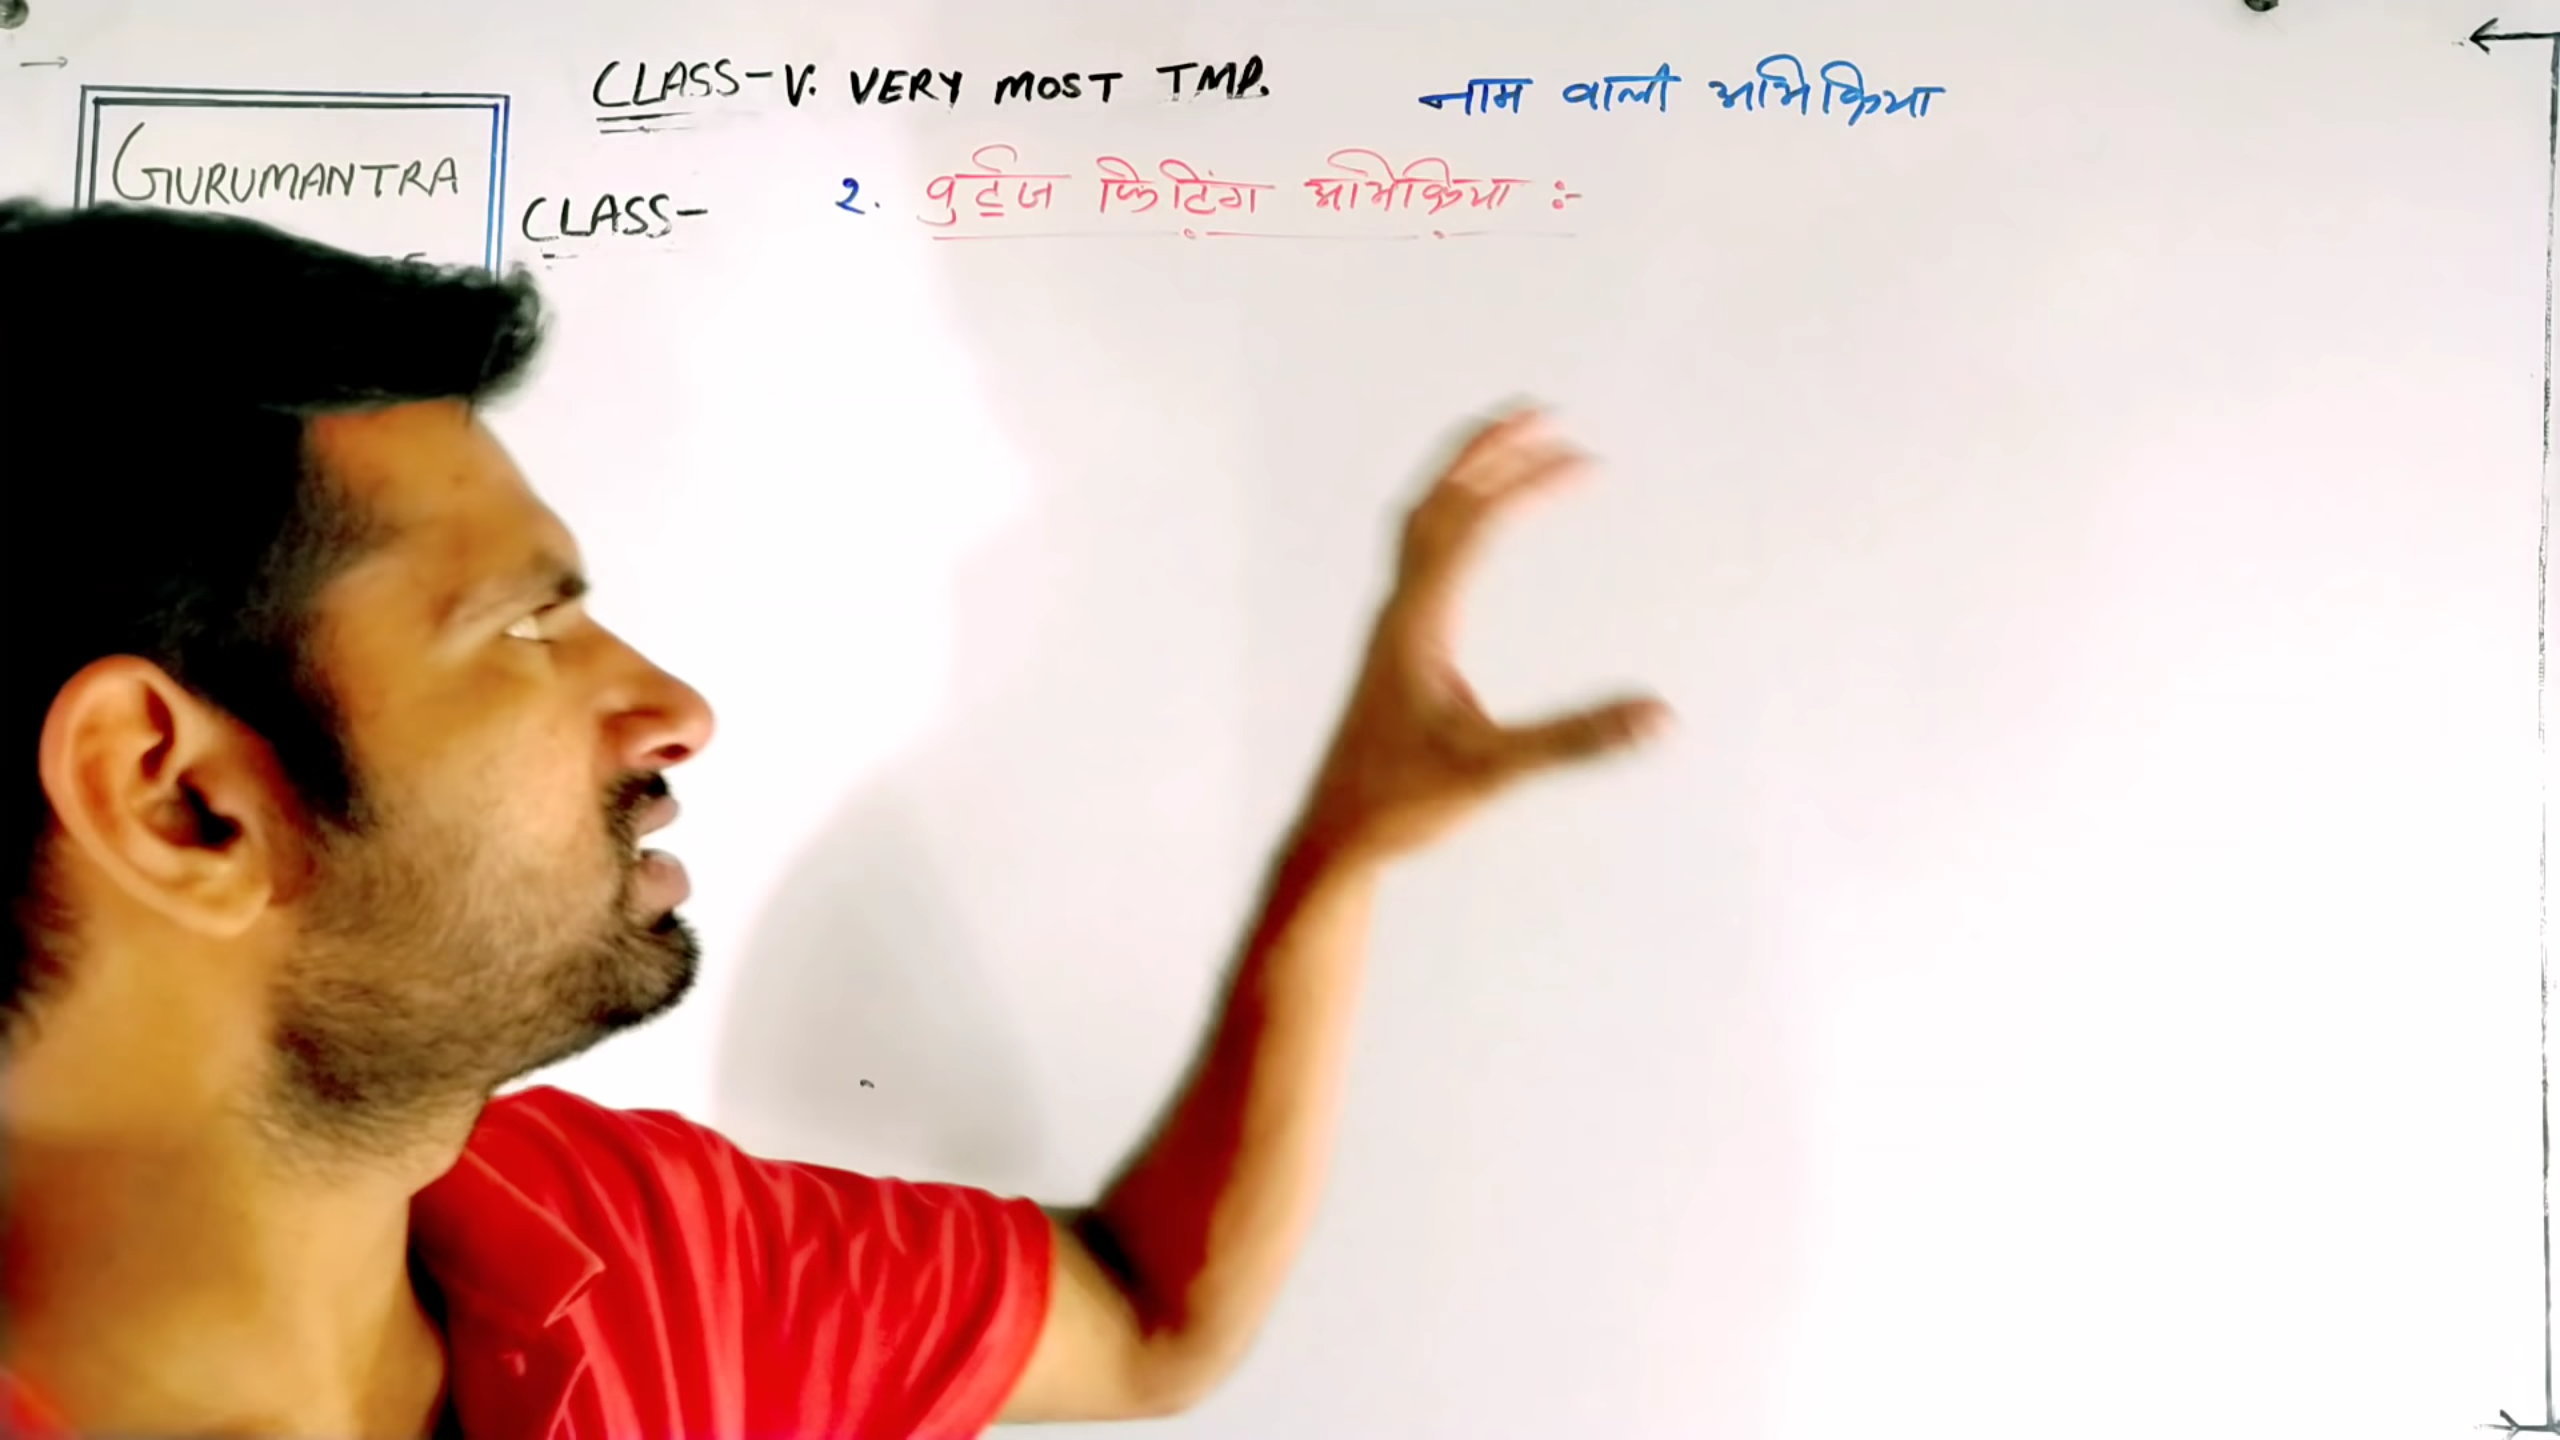 CLASS-V. VERY MOST IMP. नाम वाली अभिक्रिया
GURUMANTRA
CLASS-
2. वुर्ट्ज फिटिंग अभिक्रिया :-